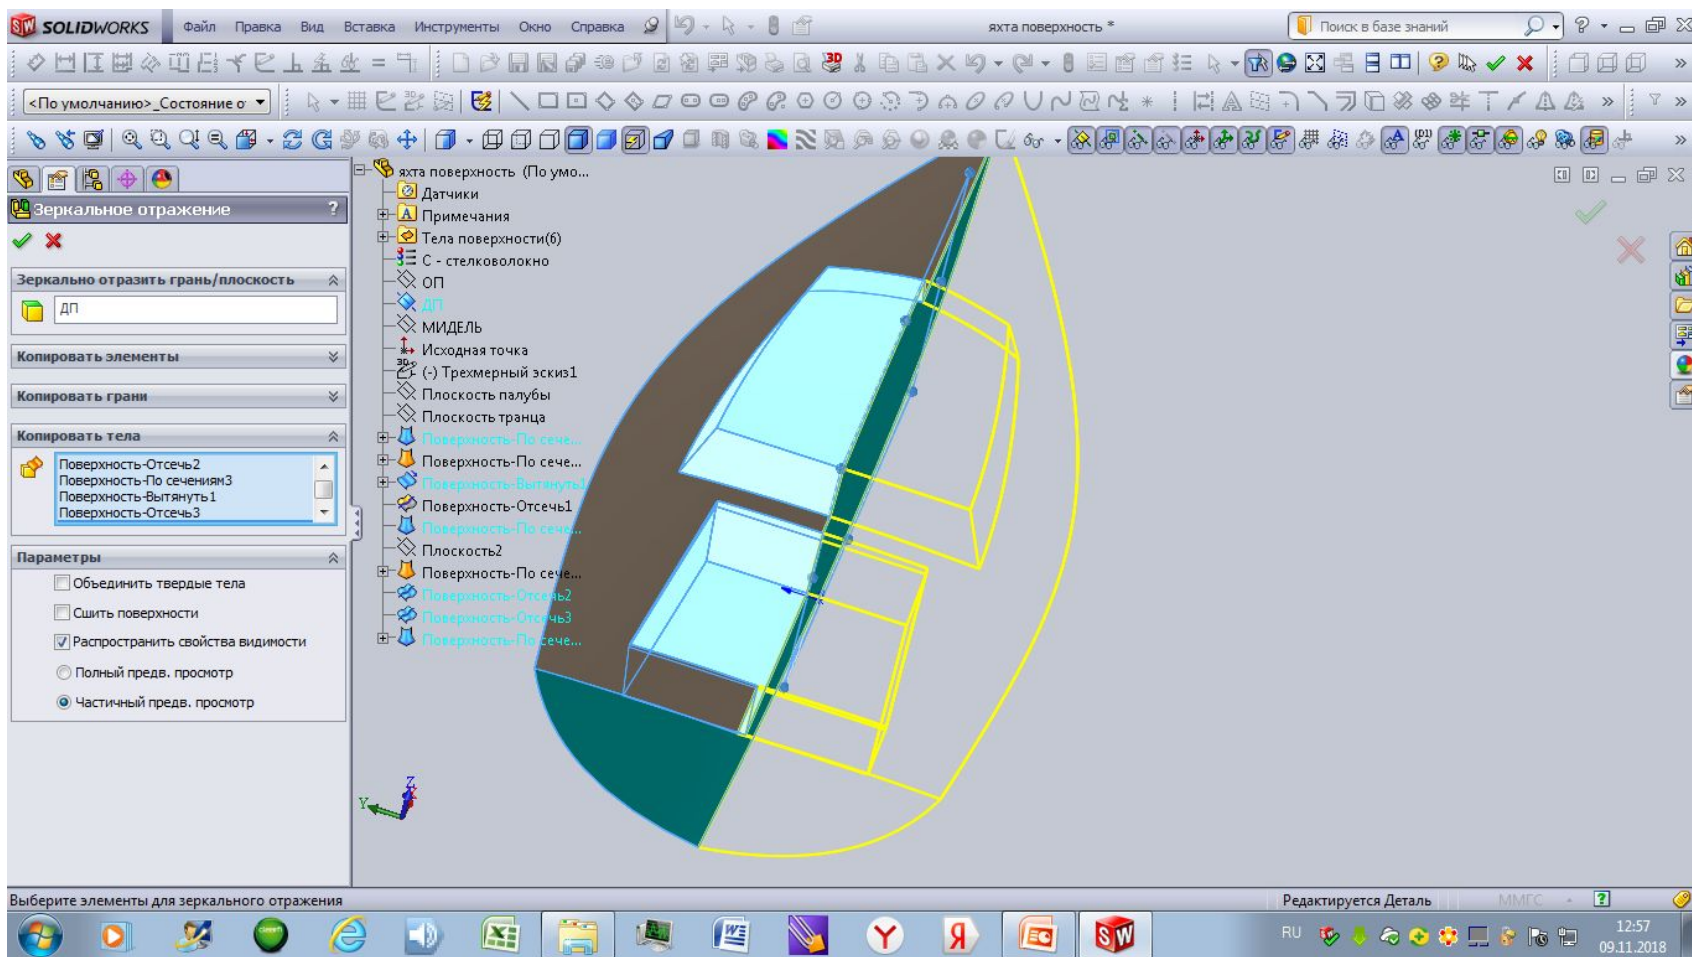 SOLIDWORKS Файл Правка Вид Вставка Инструменты Окно Справка яхта поверхность * Поиск в базе знаний
<По умолчанию>_Состояние о
Зеркальное отражение ?
Зеркально отразить грань/плоскость
ДП
Копировать элементы
Копировать грани
Копировать тела
Поверхность-Отсечь2
Поверхность-По сечениям3
Поверхность-Вытянуть1
Поверхность-Отсечь3
Параметры
Объединить твердые тела
Сшить поверхности
Распространить свойства видимости
Полный предв. просмотр
Частичный предв. просмотр
яхта поверхность (По умо...
Датчики
Примечания
Тела поверхности(6)
С - стелковолокно
ОП
ДП
МИДЕЛЬ
Исходная точка
(-) Трехмерный эскиз1
Плоскость палубы
Плоскость транца
Поверхность-По сече...
Поверхность-По сече...
Поверхность-Вытянуть1
Поверхность-Отсечь1
Поверхность-По сече...
Плоскость2
Поверхность-По сече...
Поверхность-Отсечь2
Поверхность-Отсечь3
Поверхность-По сече...
Z
Y
Выберите элементы для зеркального отражения Редактируется Деталь ММГС
RU 12:57
09.11.2018